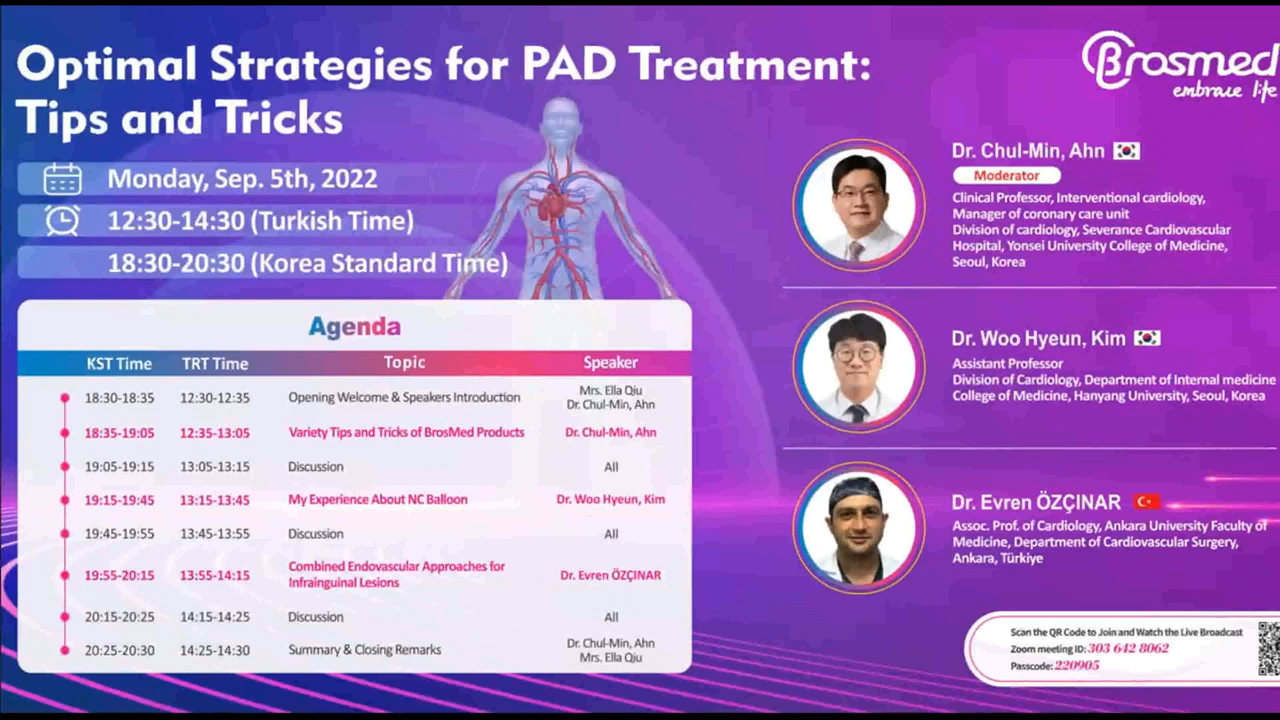 Optimal Strategies for PAD Treatment:
Tips and Tricks
Monday, Sep. 5th, 2022
12:30-14:30 (Turkish Time)
18:30-20:30 (Korea Standard Time)
Agenda
KST Time TRT Time Topic Speaker
18:30-18:35 12:30-12:35 Opening Welcome & Speakers Introduction Mrs. Ella Qiu
Dr. Chul-Min, Ahn
18:35-19:05 12:35-13:05 Variety Tips and Tricks of BrosMed Products Dr. Chul-Min, Ahn
19:05-19:15 13:05-13:15 Discussion All
19:15-19:45 13:15-13:45 My Experience About NC Balloon Dr. Woo Hyeun, Kim
19:45-19:55 13:45-13:55 Discussion All
19:55-20:15 13:55-14:15 Combined Endovascular Approaches for
Infrainguinal Lesions Dr. Evren ÖZÇINAR
20:15-20:25 14:15-14:25 Discussion All
20:25-20:30 14:25-14:30 Summary & Closing Remarks Dr. Chul-Min, Ahn
Mrs. Ella Qiu
Brosmed
embrace life
Dr. Chul-Min, Ahn
Moderator
Clinical Professor, Interventional cardiology,
Manager of coronary care unit
Division of cardiology, Severance Cardiovascular
Hospital, Yonsei University College of Medicine,
Seoul, Korea
Dr. Woo Hyeun, Kim
Assistant Professor
Division of Cardiology, Department of Internal medicine
College of Medicine, Hanyang University, Seoul, Korea
Dr. Evren ÖZÇINAR
Assoc. Prof. of Cardiology, Ankara University Faculty of
Medicine, Department of Cardiovascular Surgery,
Ankara, Türkiye
Scan the QR Code to Join and Watch the Live Broadcast
Zoom meeting ID: 303 642 8062
Passcode: 220905